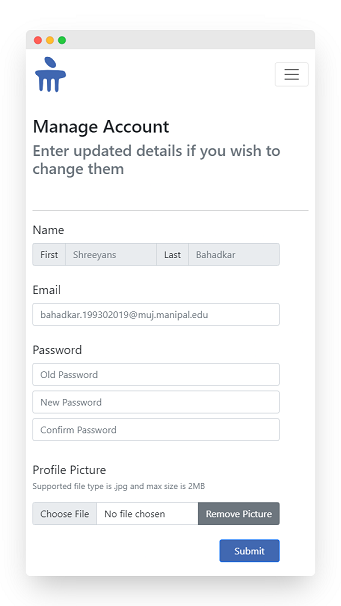 Manage Account
Enter updated details if you wish to
change them
Name
First Shreeyans Last Bahadkar
Email
bahadkar.199302019@muj.manipal.edu
Password
Old Password
New Password
Confirm Password
Profile Picture
Supported file type is .jpg and max size is 2MB
Choose File No file chosen Remove Picture
Submit